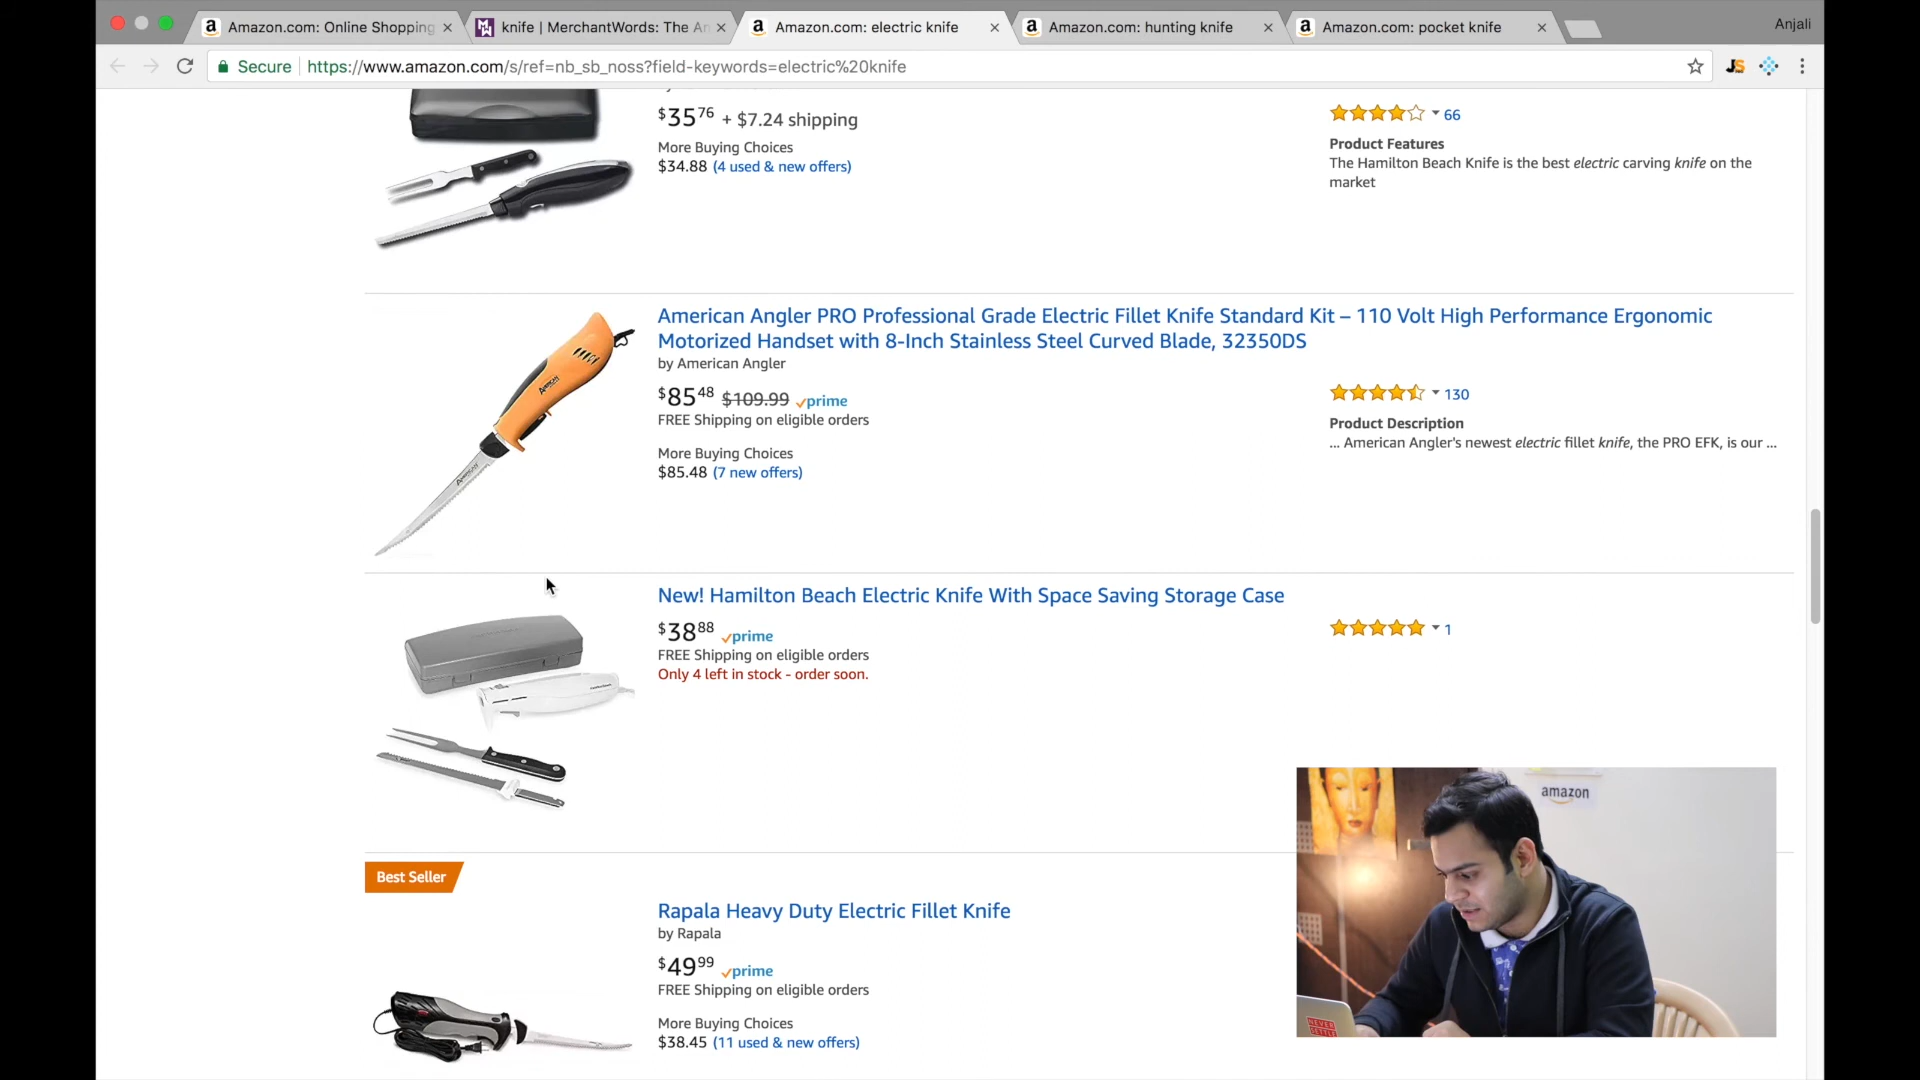 Amazon.com: Online Shopping
knife | MerchantWords: The Am
Amazon.com: electric knife
Amazon.com: hunting knife
Amazon.com: pocket knife
Anjali
Secure https://www.amazon.com/s/ref=nb_sb_noss?field-keywords=electric%20knife
JS
$35 76 + $7.24 shipping
More Buying Choices
$34.88 (4 used & new offers)
66
Product Features
The Hamilton Beach Knife is the best electric carving knife on the
market
American Angler PRO Professional Grade Electric Fillet Knife Standard Kit – 110 Volt High Performance Ergonomic
Motorized Handset with 8-Inch Stainless Steel Curved Blade, 32350DS
by American Angler
$85 48 $109.99 prime
FREE Shipping on eligible orders
More Buying Choices
$85.48 (7 new offers)
130
Product Description
... American Angler's newest electric fillet knife, the PRO EFK, is our ...
New! Hamilton Beach Electric Knife With Space Saving Storage Case
$38 88 prime
FREE Shipping on eligible orders
Only 4 left in stock - order soon.
1
Best Seller
Rapala Heavy Duty Electric Fillet Knife
by Rapala
$49 99 prime
FREE Shipping on eligible orders
More Buying Choices
$38.45 (11 used & new offers)
amazon
NEVER
SETTLE